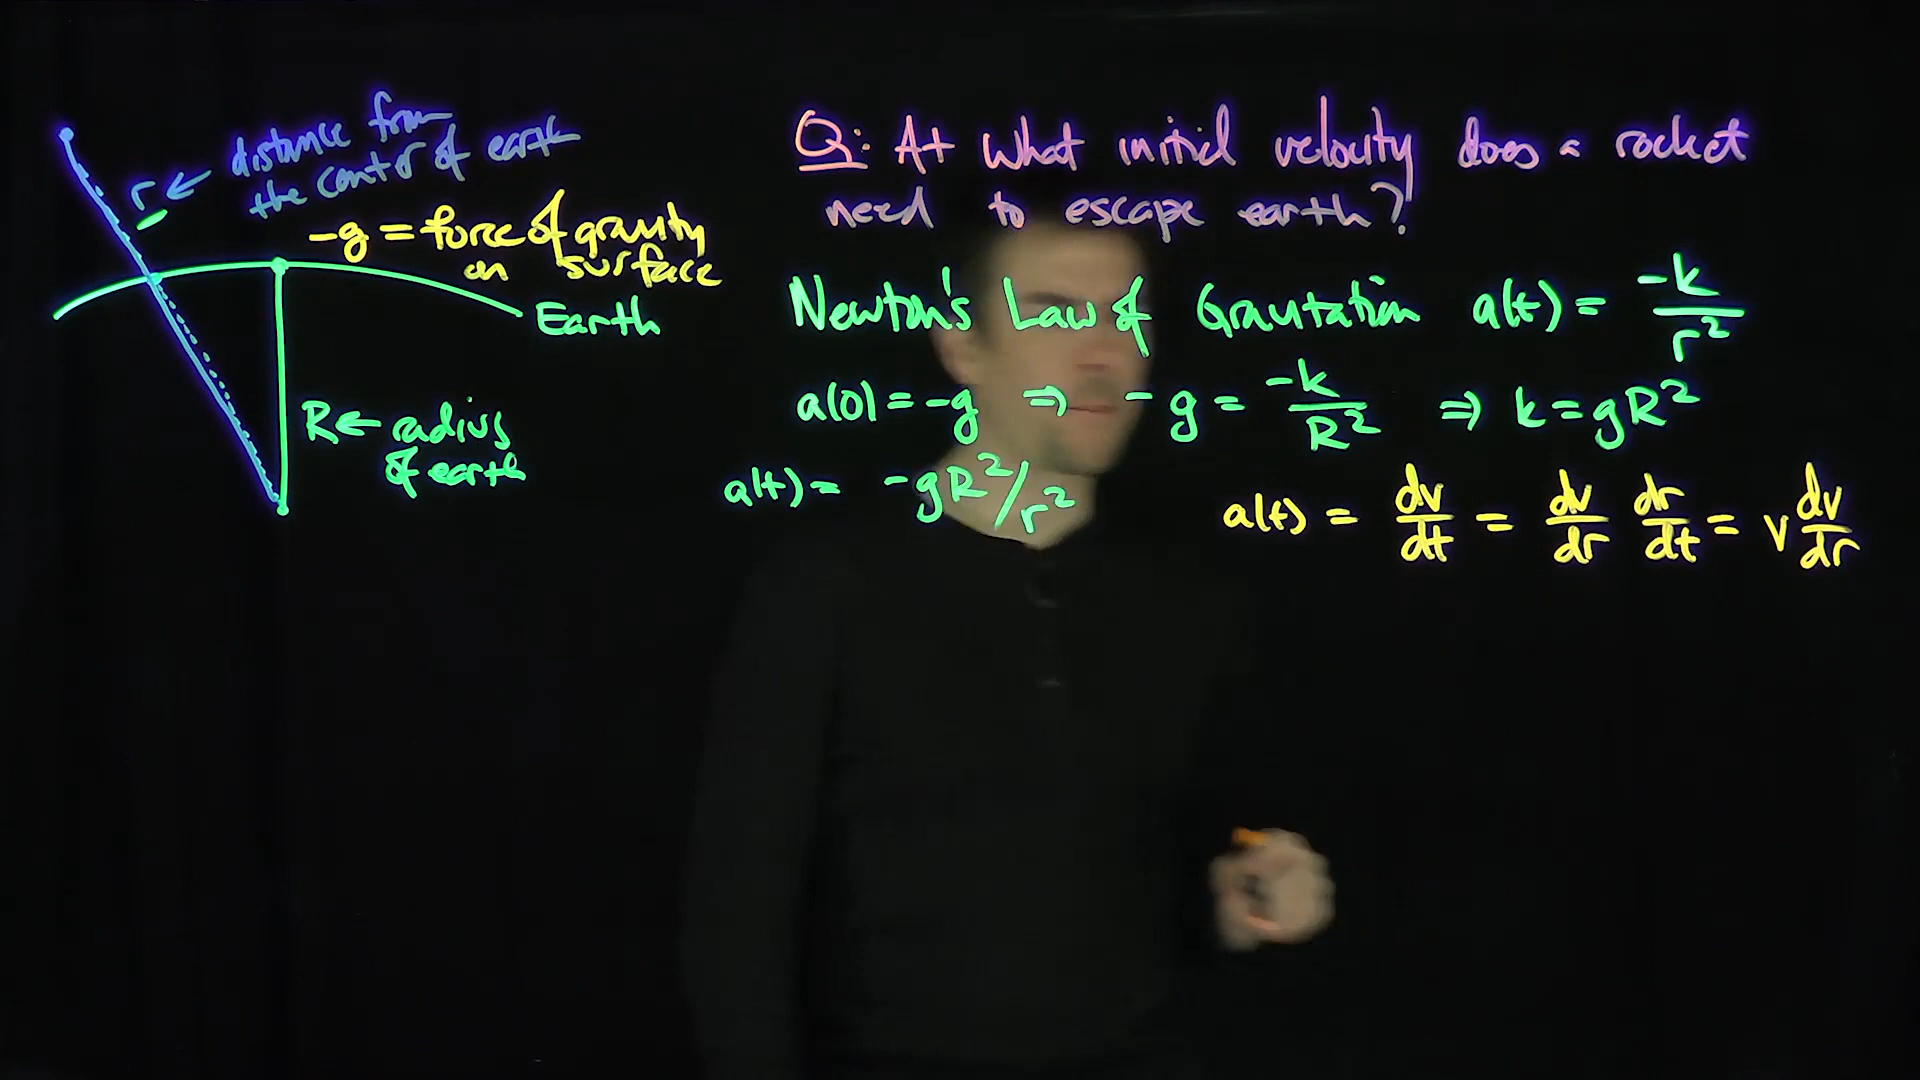 r ← distance from
the center of earth
-g = force of gravity
on surface
Earth
R ← radius
of earth
Q: At what initial velocity does a rocket
need to escape earth?
Newton's Law of Gravitation a(t) = -k/r²
a(0) = -g ⇒ -g = -k/R² ⇒ k = gR²
a(t) = -gR²/r²
a(t) = dv/dt = dv/dr dr/dt = v dv/dr